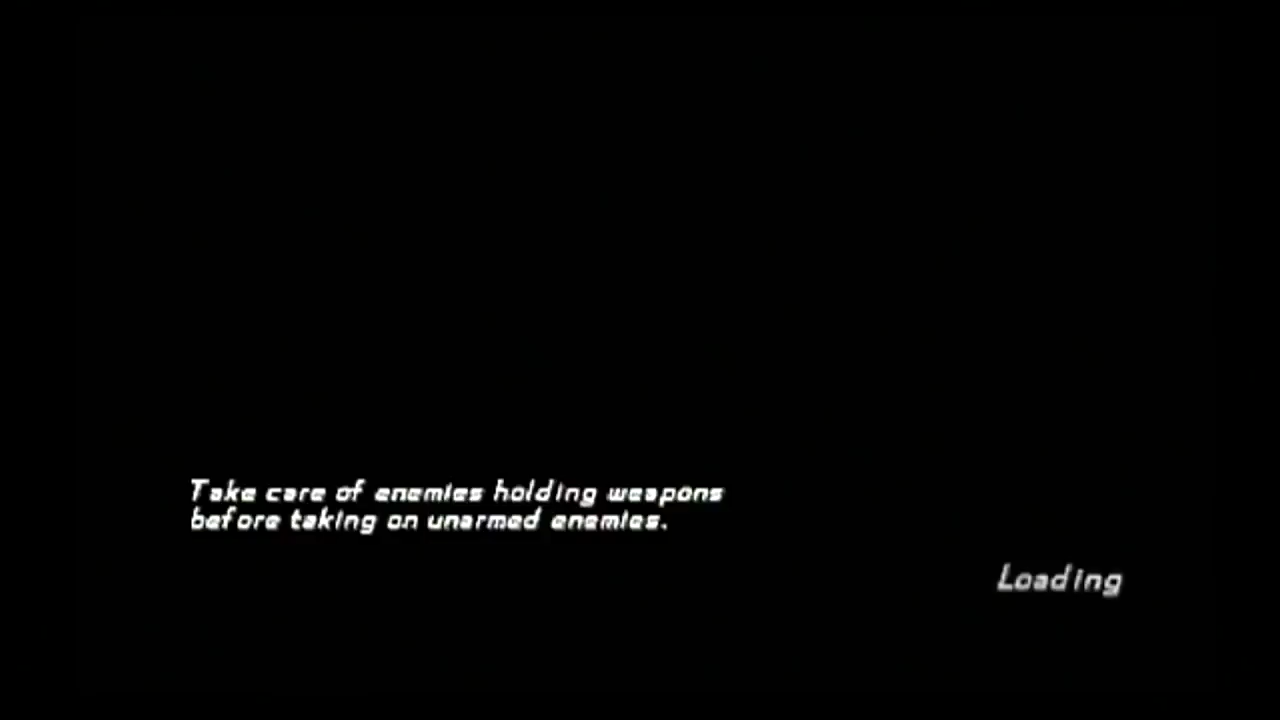 Take care of enemies holding weapons
before taking on unarmed enemies.
Loading